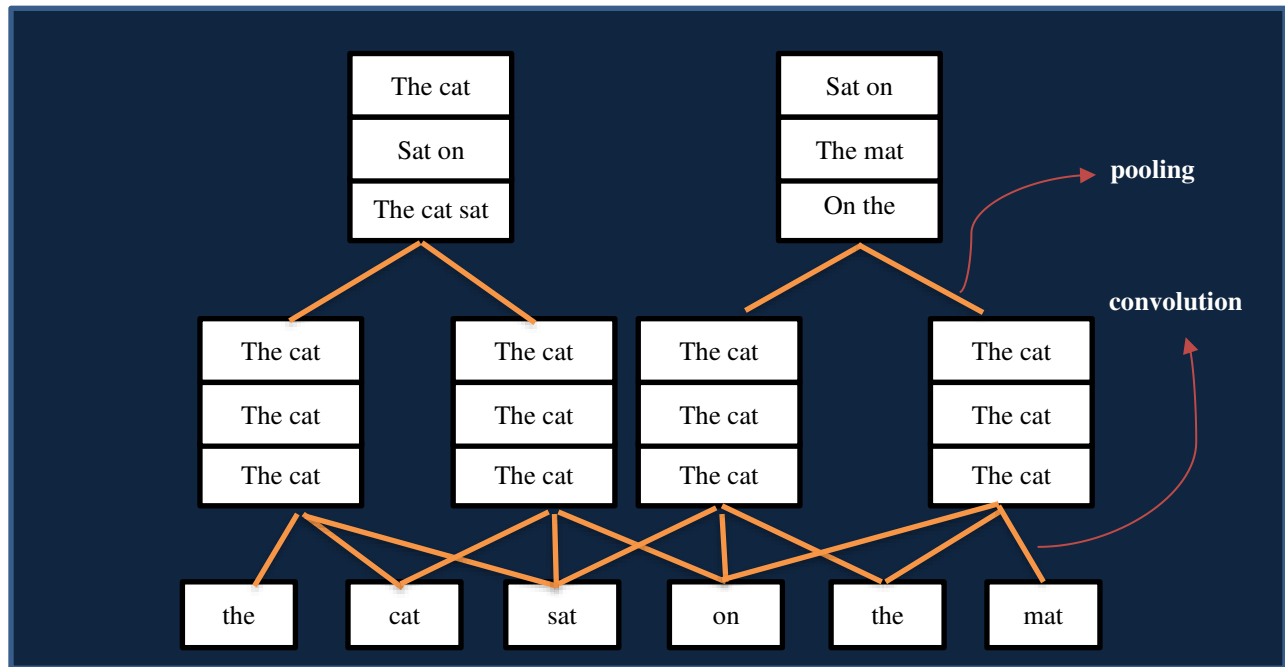 The cat
Sat on
The cat sat
Sat on
The mat
On the
pooling
convolution
The cat
The cat
The cat
The cat
The cat
The cat
The cat
The cat
The cat
The cat
The cat
The cat
the
cat
sat
on
the
mat